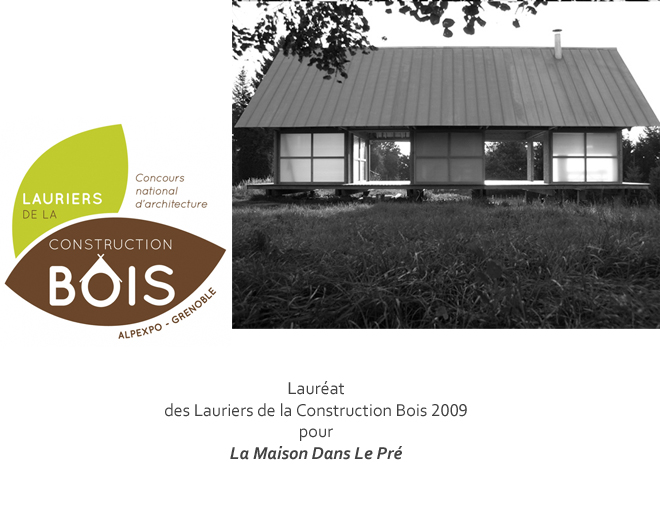 LAURIERS
DE LA
Concours
national
d'architecture
CONSTRUCTION
BOIS
ALPEXPO - GRENOBLE
Lauréat
des Lauriers de la Construction Bois 2009
pour
La Maison Dans Le Pré